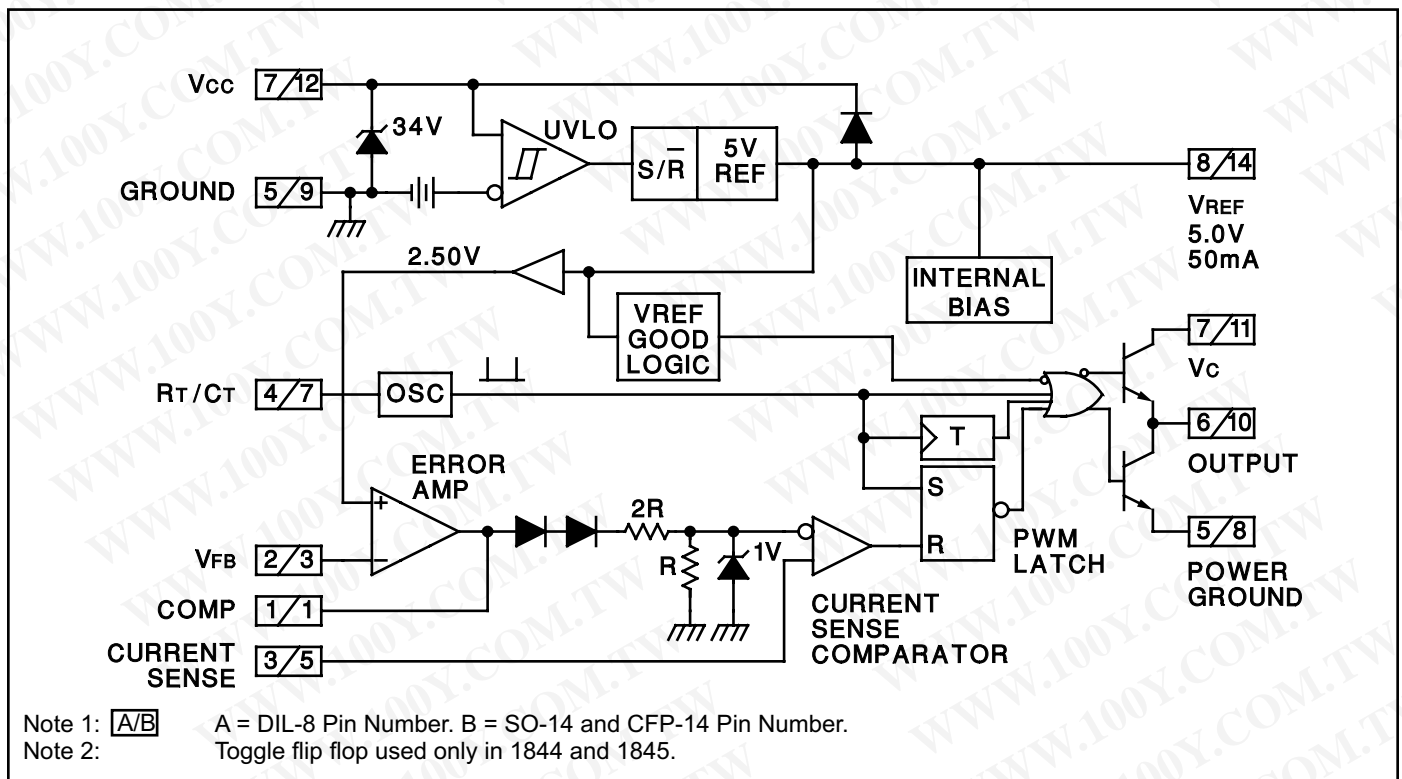 Vcc 7/12
34V
UVLO
S/R̅
5V
REF
GROUND 5/9
8/14
VREF
5.0V
50mA
2.50V
INTERNAL
BIAS
VREF
GOOD
LOGIC
7/11
Vc
RT/CT 4/7
OSC
T
6/10
OUTPUT
ERROR
AMP
+
−
2R
R
1V
S
R
PWM
LATCH
VFB 2/3
COMP 1/1
5/8
POWER
GROUND
CURRENT
SENSE
3/5
CURRENT
SENSE
COMPARATOR
Note 1: A/B A = DIL-8 Pin Number. B = SO-14 and CFP-14 Pin Number.
Note 2: Toggle flip flop used only in 1844 and 1845.
WWW.100Y.COM.TW